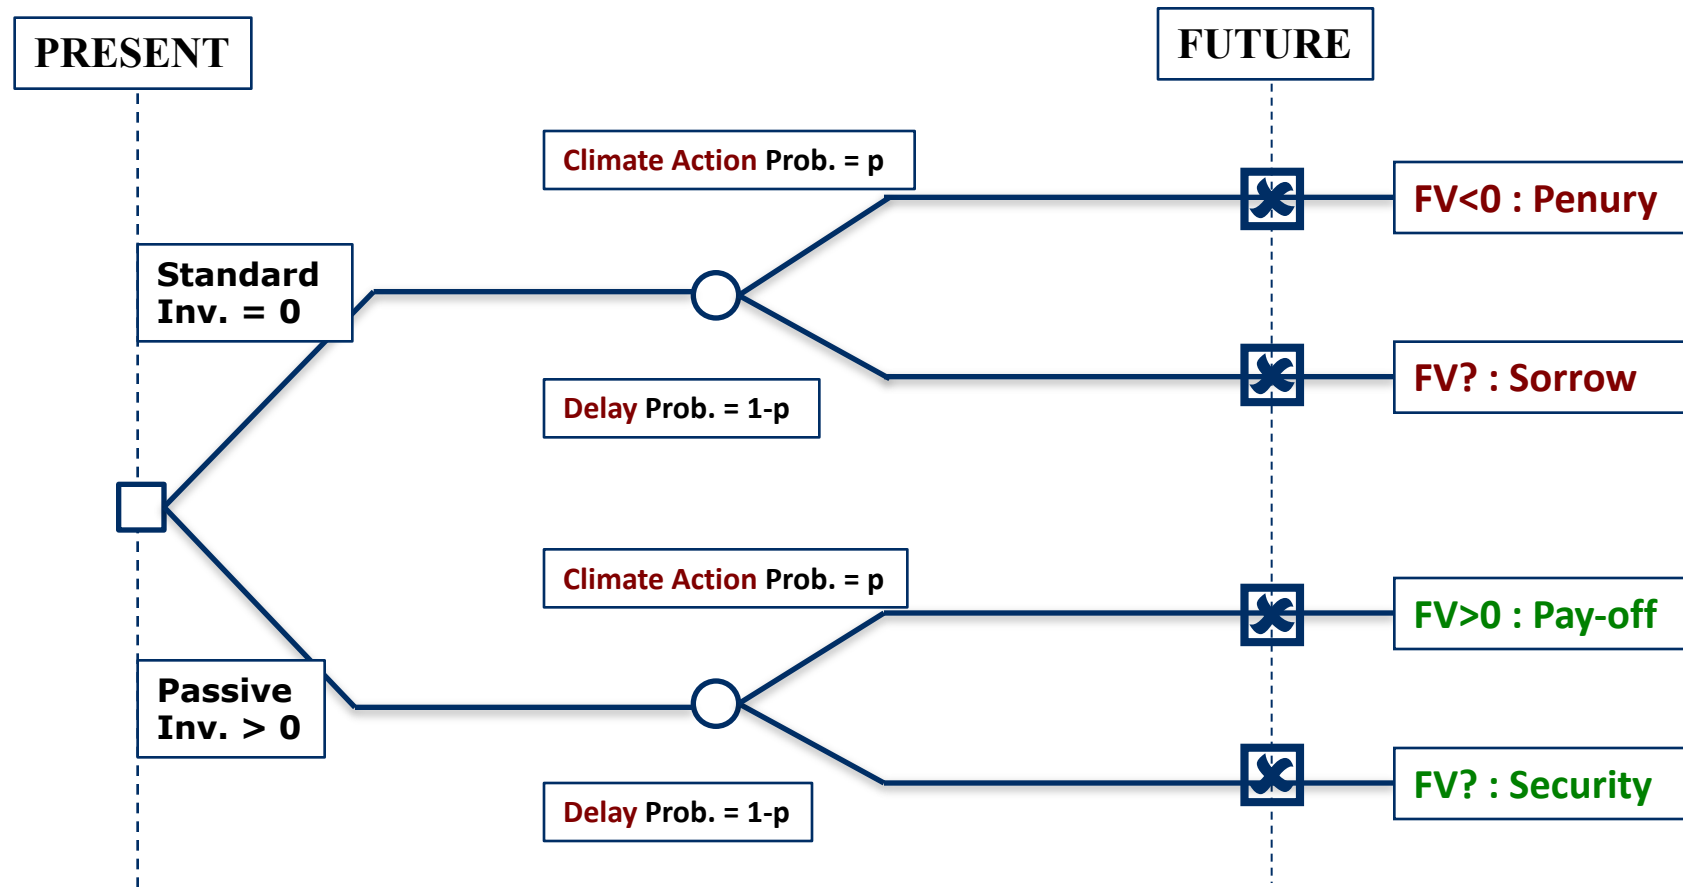 PRESENT
FUTURE
Climate Action Prob. = p
FV<0 : Penury
Standard
Inv. = 0
FV? : Sorrow
Delay Prob. = 1-p
Climate Action Prob. = p
FV>0 : Pay-off
Passive
Inv. > 0
FV? : Security
Delay Prob. = 1-p